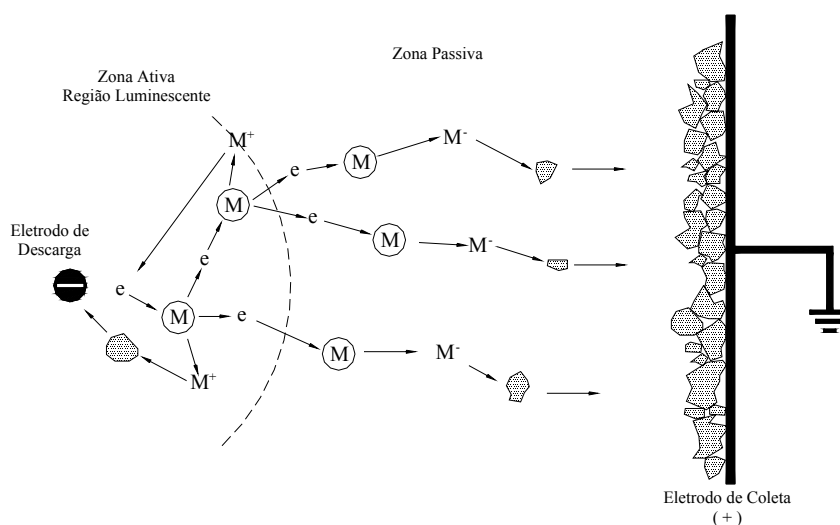 Zona Passiva
Zona Ativa
Região Luminescente
M⁺
M⁻
e
M
M
e
M⁻
M
Eletrodo de
Descarga
e
e
M
e
M
M⁻
M⁺
Eletrodo de Coleta
( + )